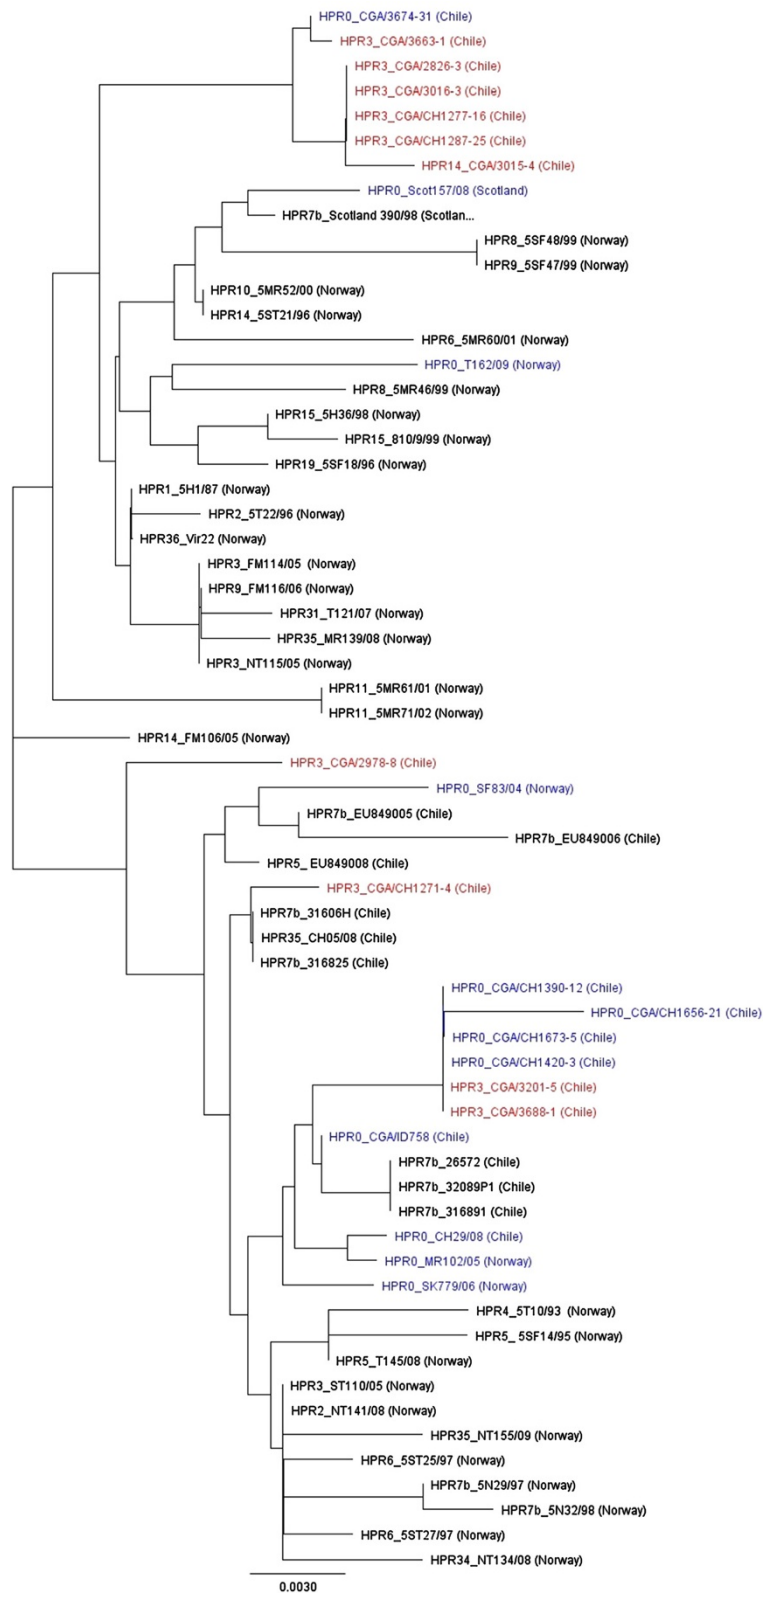 HPR0_CGA/3674-31 (Chile)
HPR3_CGA/3663-1 (Chile)
HPR3_CGA/2826-3 (Chile)
HPR3_CGA/3016-3 (Chile)
HPR3_CGA/CH1277-16 (Chile)
HPR3_CGA/CH1287-25 (Chile)
HPR14_CGA/3015-4 (Chile)
HPR0_Scot157/08 (Scotland)
HPR7b_Scotland 390/98 (Scotlan...
HPR8_5SF48/99 (Norway)
HPR9_5SF47/99 (Norway)
HPR10_5MR52/00 (Norway)
HPR14_5ST21/96 (Norway)
HPR6_5MR60/01 (Norway)
HPR0_T162/09 (Norway)
HPR8_5MR46/99 (Norway)
HPR15_5H36/98 (Norway)
HPR15_810/9/99 (Norway)
HPR19_5SF18/96 (Norway)
HPR1_5H1/87 (Norway)
HPR2_5T22/96 (Norway)
HPR36_Vir22 (Norway)
HPR3_FM114/05 (Norway)
HPR9_FM116/06 (Norway)
HPR31_T121/07 (Norway)
HPR35_MR139/08 (Norway)
HPR3_NT115/05 (Norway)
HPR11_5MR61/01 (Norway)
HPR11_5MR71/02 (Norway)
HPR14_FM106/05 (Norway)
HPR3_CGA/2978-8 (Chile)
HPR0_SF83/04 (Norway)
HPR7b_EU849005 (Chile)
HPR7b_EU849006 (Chile)
HPR5_ EU849008 (Chile)
HPR3_CGA/CH1271-4 (Chile)
HPR7b_31606H (Chile)
HPR35_CH05/08 (Chile)
HPR7b_316825 (Chile)
HPR0_CGA/CH1390-12 (Chile)
HPR0_CGA/CH1656-21 (Chile)
HPR0_CGA/CH1673-5 (Chile)
HPR0_CGA/CH1420-3 (Chile)
HPR3_CGA/3201-5 (Chile)
HPR3_CGA/3688-1 (Chile)
HPR0_CGA/ID758 (Chile)
HPR7b_26572 (Chile)
HPR7b_32089P1 (Chile)
HPR7b_316891 (Chile)
HPR0_CH29/08 (Chile)
HPR0_MR102/05 (Norway)
HPR0_SK779/06 (Norway)
HPR4_5T10/93 (Norway)
HPR5_ 5SF14/95 (Norway)
HPR5_T145/08 (Norway)
HPR3_ST110/05 (Norway)
HPR2_NT141/08 (Norway)
HPR35_NT155/09 (Norway)
HPR6_5ST25/97 (Norway)
HPR7b_5N29/97 (Norway)
HPR7b_5N32/98 (Norway)
HPR6_5ST27/97 (Norway)
HPR34_NT134/08 (Norway)
0.0030